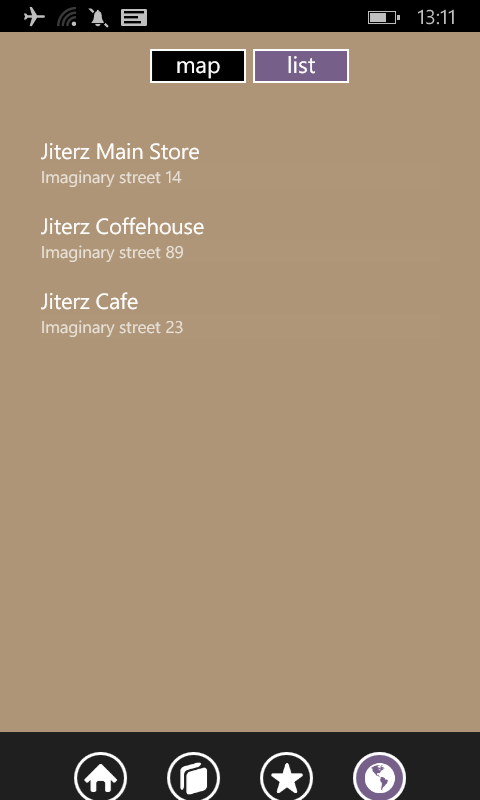 13:11
map list
Jiterz Main Store
Imaginary street 14
Jiterz Coffehouse
Imaginary street 89
Jiterz Cafe
Imaginary street 23